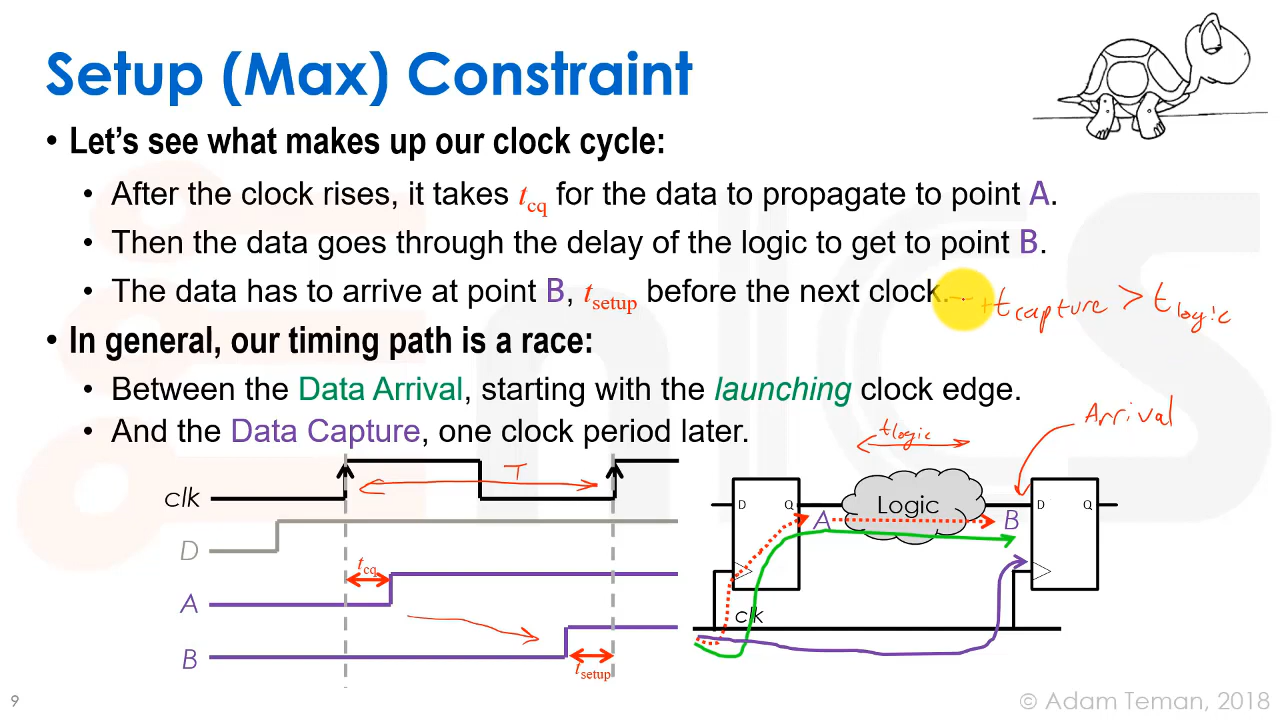 Setup (Max) Constraint
• Let's see what makes up our clock cycle:
• After the clock rises, it takes tcq for the data to propagate to point A.
• Then the data goes through the delay of the logic to get to point B.
• The data has to arrive at point B, tsetup before the next clock.
tcapture > tlogic
• In general, our timing path is a race:
• Between the Data Arrival, starting with the launching clock edge.
• And the Data Capture, one clock period later.
Arrival
tlogic
T
clk
D
tcq
A
B
tsetup
D Q
Logic
A
B
D Q
clk
9
© Adam Teman, 2018